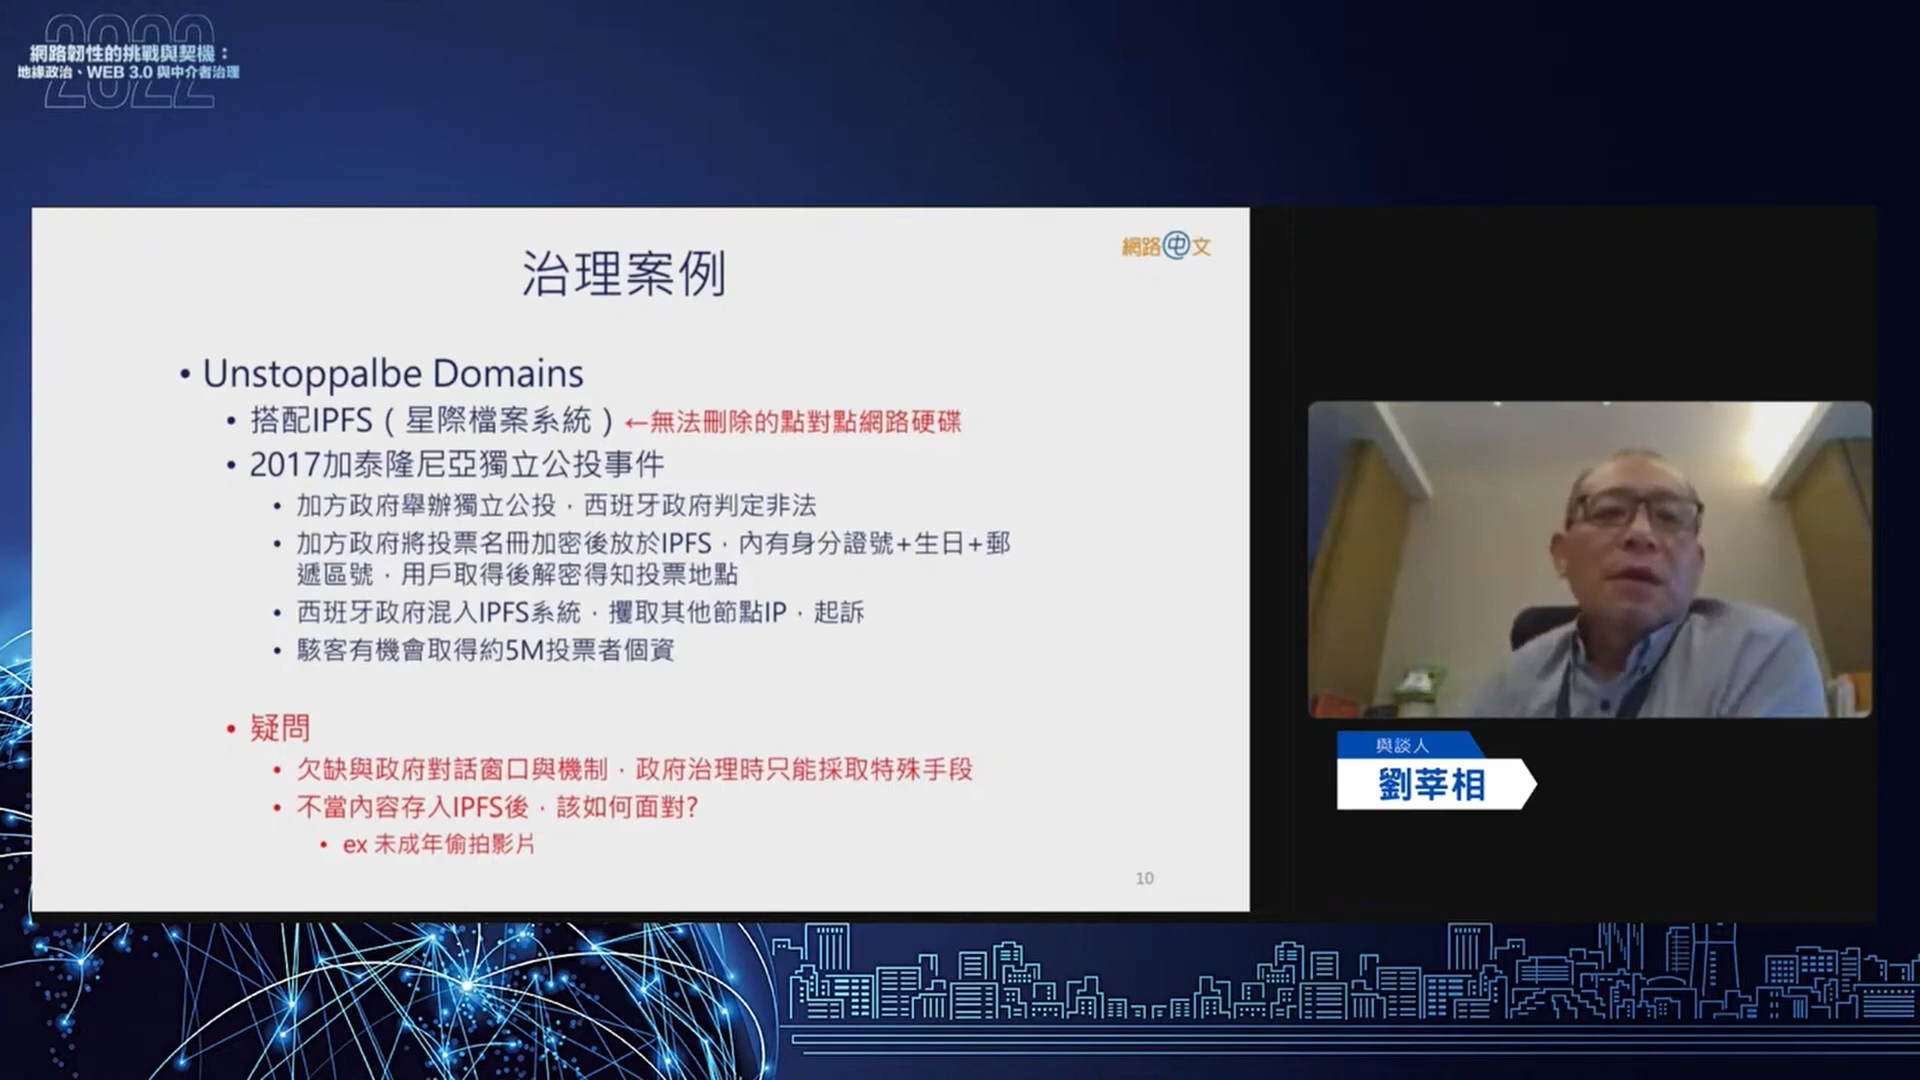 2022
網路韌性的挑戰與契機：
地緣政治、WEB 3.0 與中介者治理
網路中文
治理案例
• Unstoppalbe Domains
• 搭配IPFS（星際檔案系統）←無法刪除的點對點網路硬碟
• 2017加泰隆尼亞獨立公投事件
• 加方政府舉辦獨立公投，西班牙政府判定非法
• 加方政府將投票名冊加密後放於IPFS，內有身分證號+生日+郵
遞區號，用戶取得後解密得知投票地點
• 西班牙政府混入IPFS系統，攫取其他節點IP，起訴
• 駭客有機會取得約5M投票者個資
• 疑問
• 欠缺與政府對話窗口與機制，政府治理時只能採取特殊手段
• 不當內容存入IPFS後，該如何面對?
• ex 未成年偷拍影片
10
與談人
劉莘相